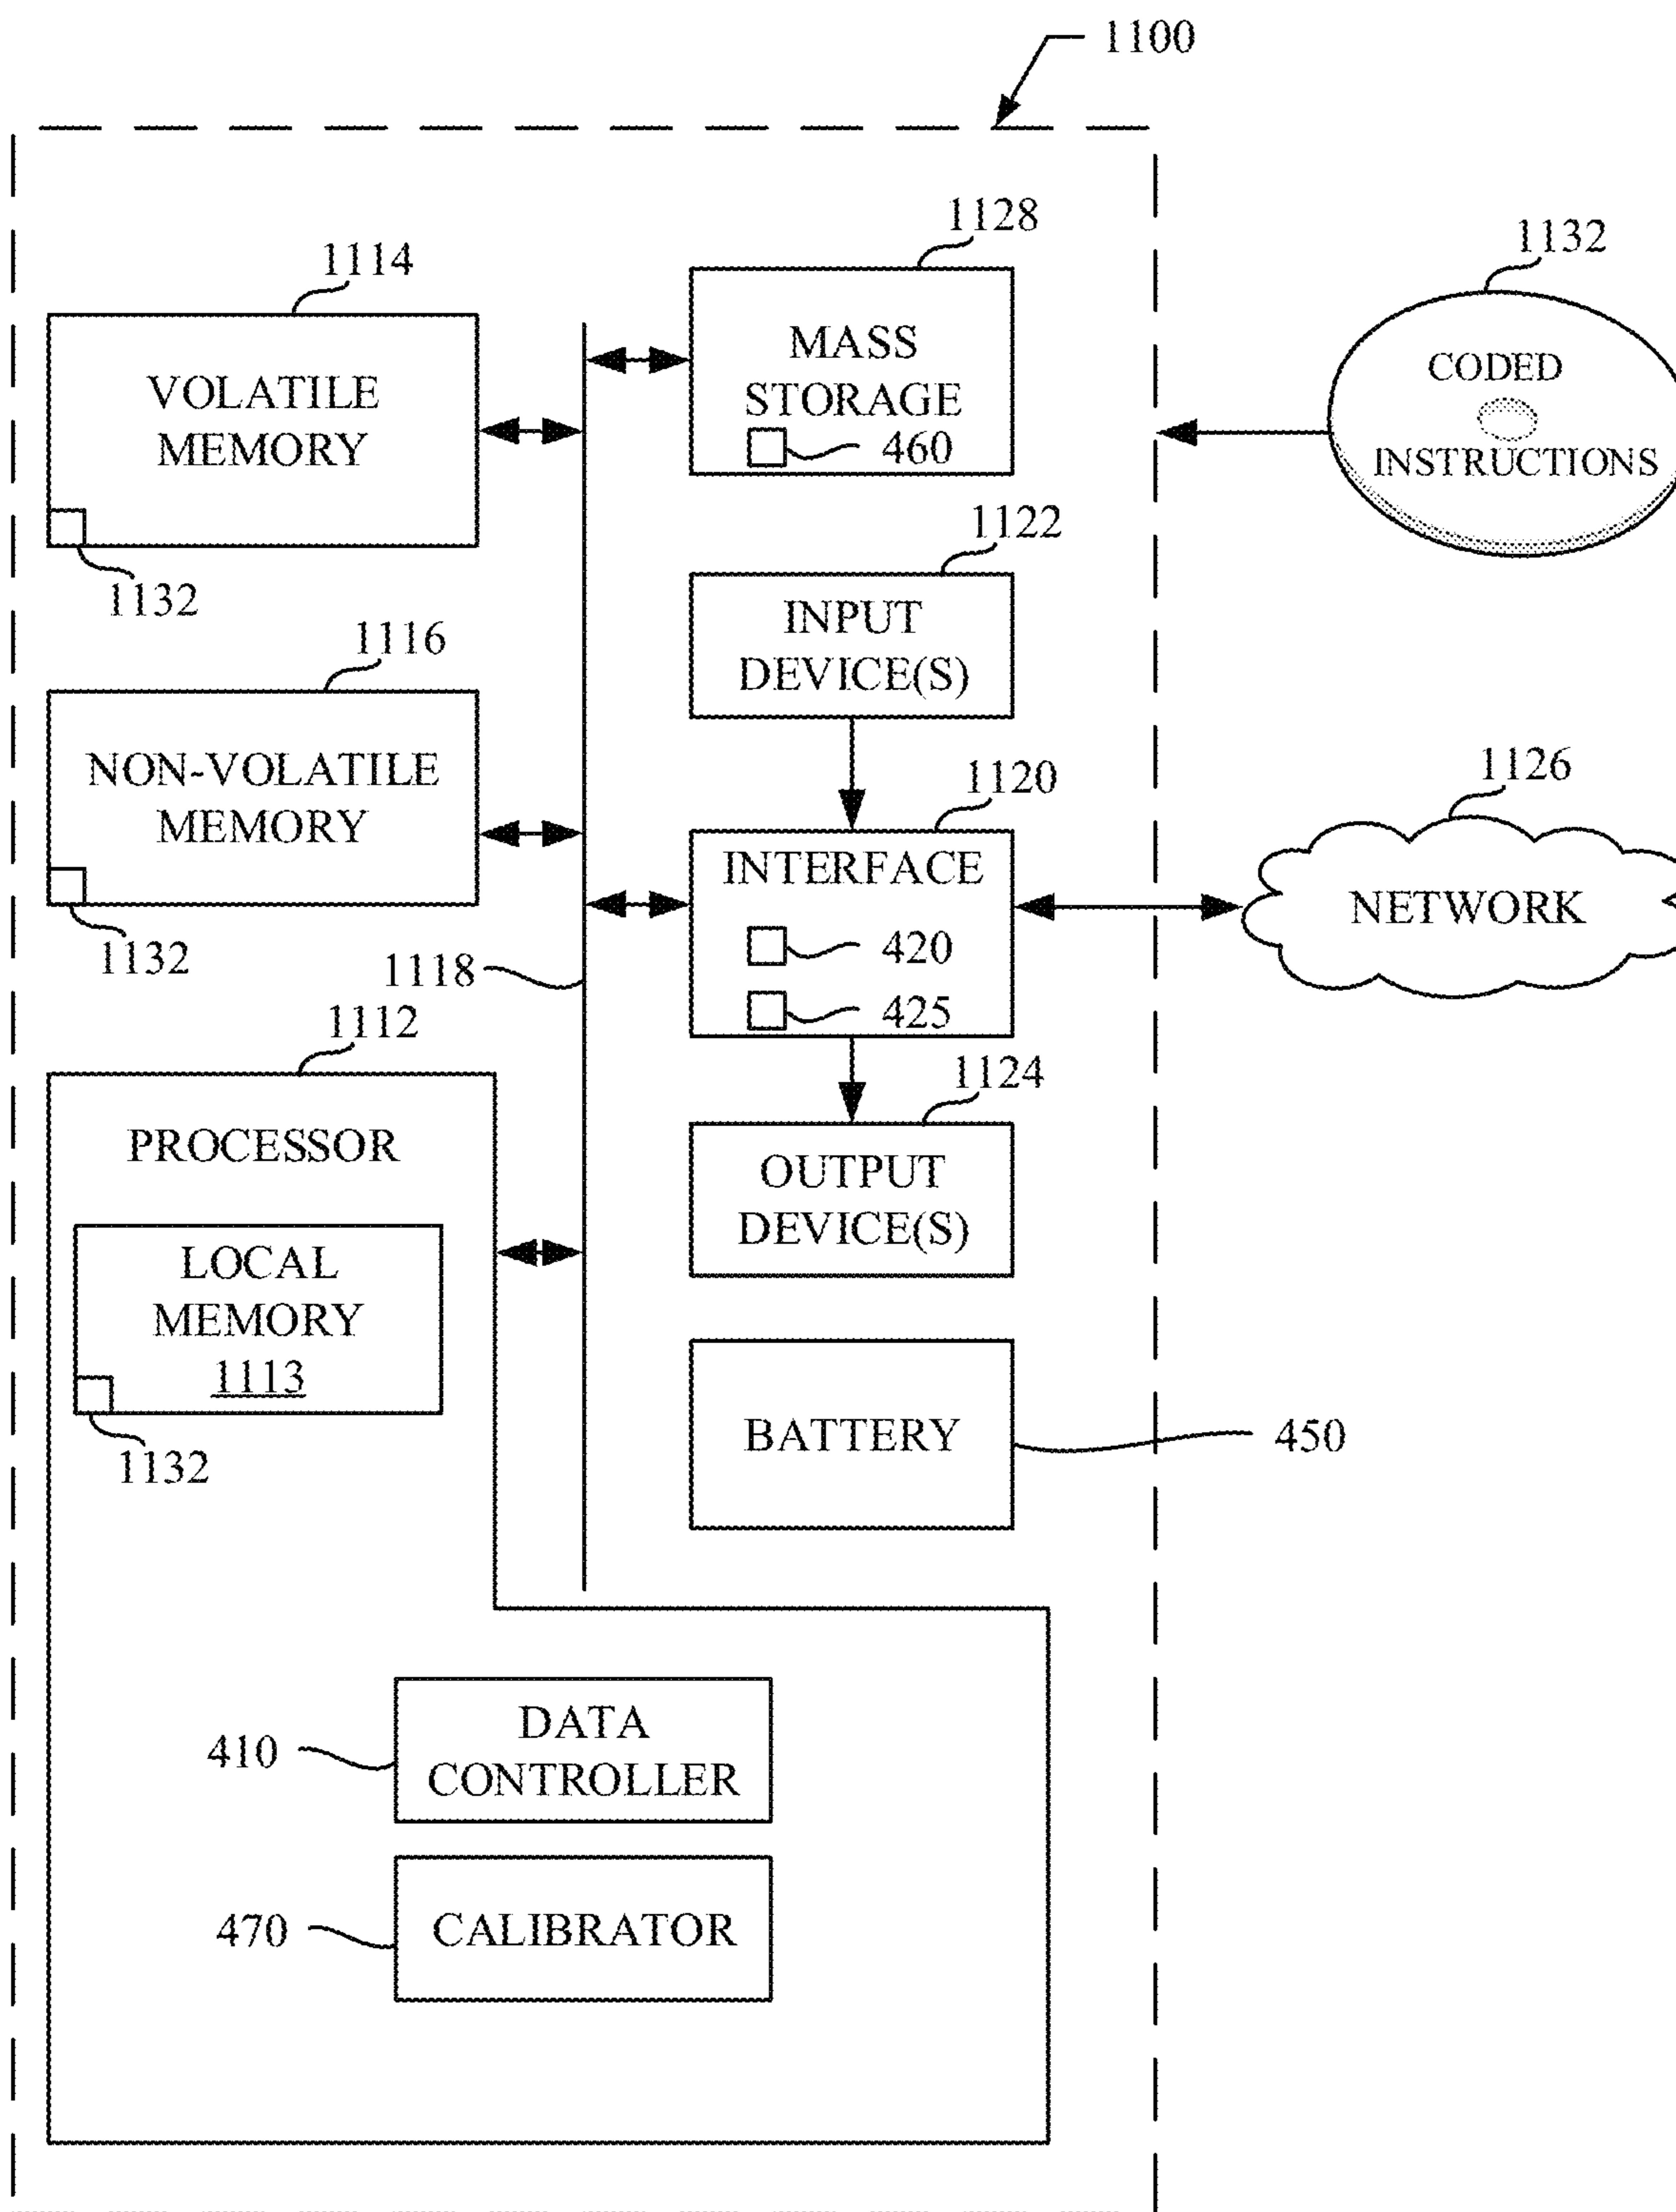 1100
1128
1132
1114
MASS
STORAGE
460
VOLATILE
MEMORY
CODED
INSTRUCTIONS
1132
1122
INPUT
DEVICE(S)
1116
NON-VOLATILE
MEMORY
1132
1118
1120
INTERFACE
420
425
1126
NETWORK
1112
PROCESSOR
1124
OUTPUT
DEVICE(S)
LOCAL
MEMORY
1113
1132
BATTERY
450
410
DATA
CONTROLLER
470
CALIBRATOR